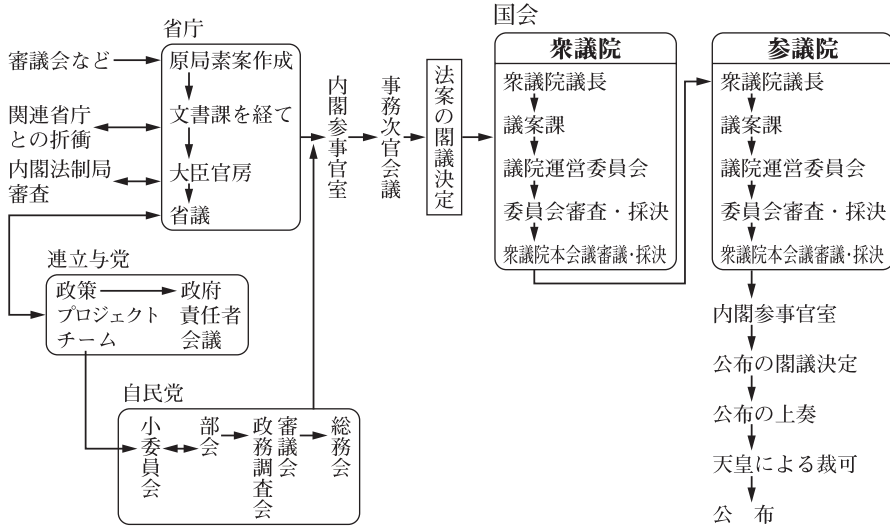 省庁
審議会など
原局素案作成
関連省庁
との折衝
文書課を経て
内閣法制局
審査
大臣官房
省議
連立与党
政策
プロジェクト
チーム
政府
責任者
会議
自民党
小委員会
部会
政務調査会
審議会
総務会
内閣参事官室
事務次官会議
法案の閣議決定
国会
衆議院
衆議院議長
議案課
議院運営委員会
委員会審査・採決
衆議院本会議審議・採決
参議院
衆議院議長
議案課
議院運営委員会
委員会審査・採決
衆議院本会議審議・採決
内閣参事官室
公布の閣議決定
公布の上奏
天皇による裁可
公　布